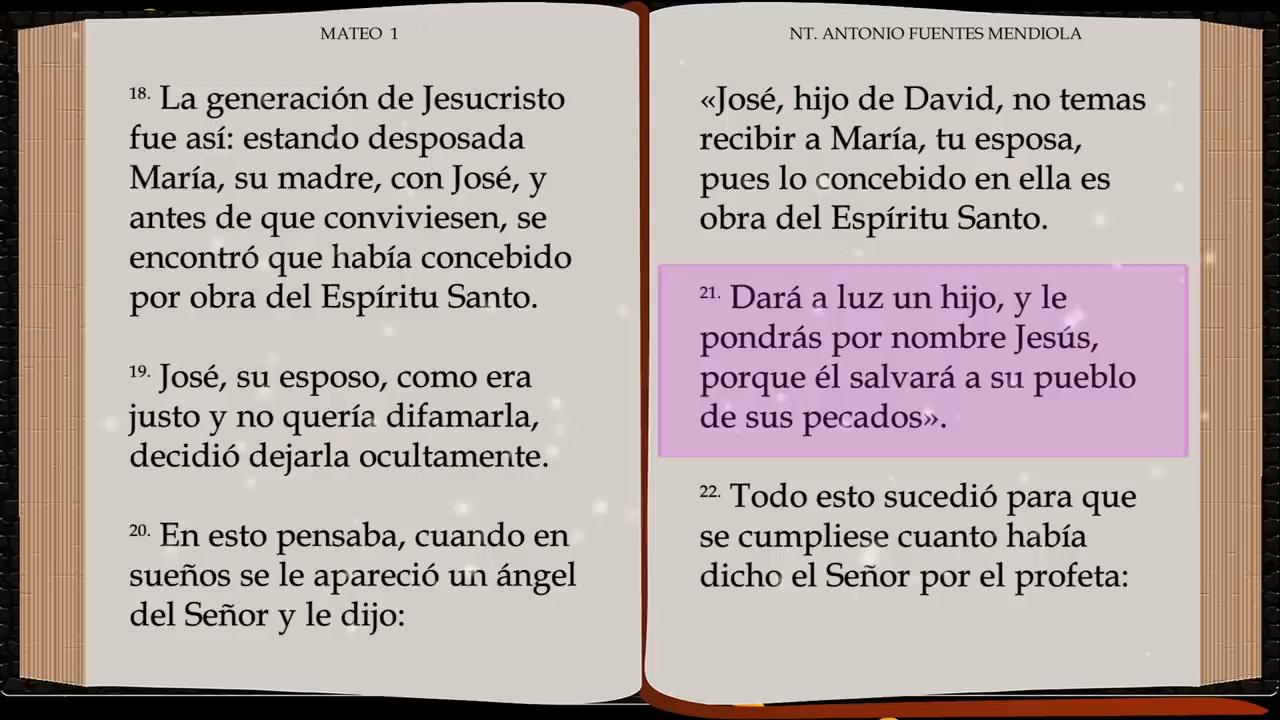 MATEO 1
18. La generación de Jesucristo
fue así: estando desposada
María, su madre, con José, y
antes de que conviviesen, se
encontró que había concebido
por obra del Espíritu Santo.
19. José, su esposo, como era
justo y no quería difamarla,
decidió dejarla ocultamente.
20. En esto pensaba, cuando en
sueños se le apareció un ángel
del Señor y le dijo:
NT. ANTONIO FUENTES MENDIOLA
«José, hijo de David, no temas
recibir a María, tu esposa,
pues lo concebido en ella es
obra del Espíritu Santo.
21. Dará a luz un hijo, y le
pondrás por nombre Jesús,
porque él salvará a su pueblo
de sus pecados».
22. Todo esto sucedió para que
se cumpliese cuanto había
dicho el Señor por el profeta: